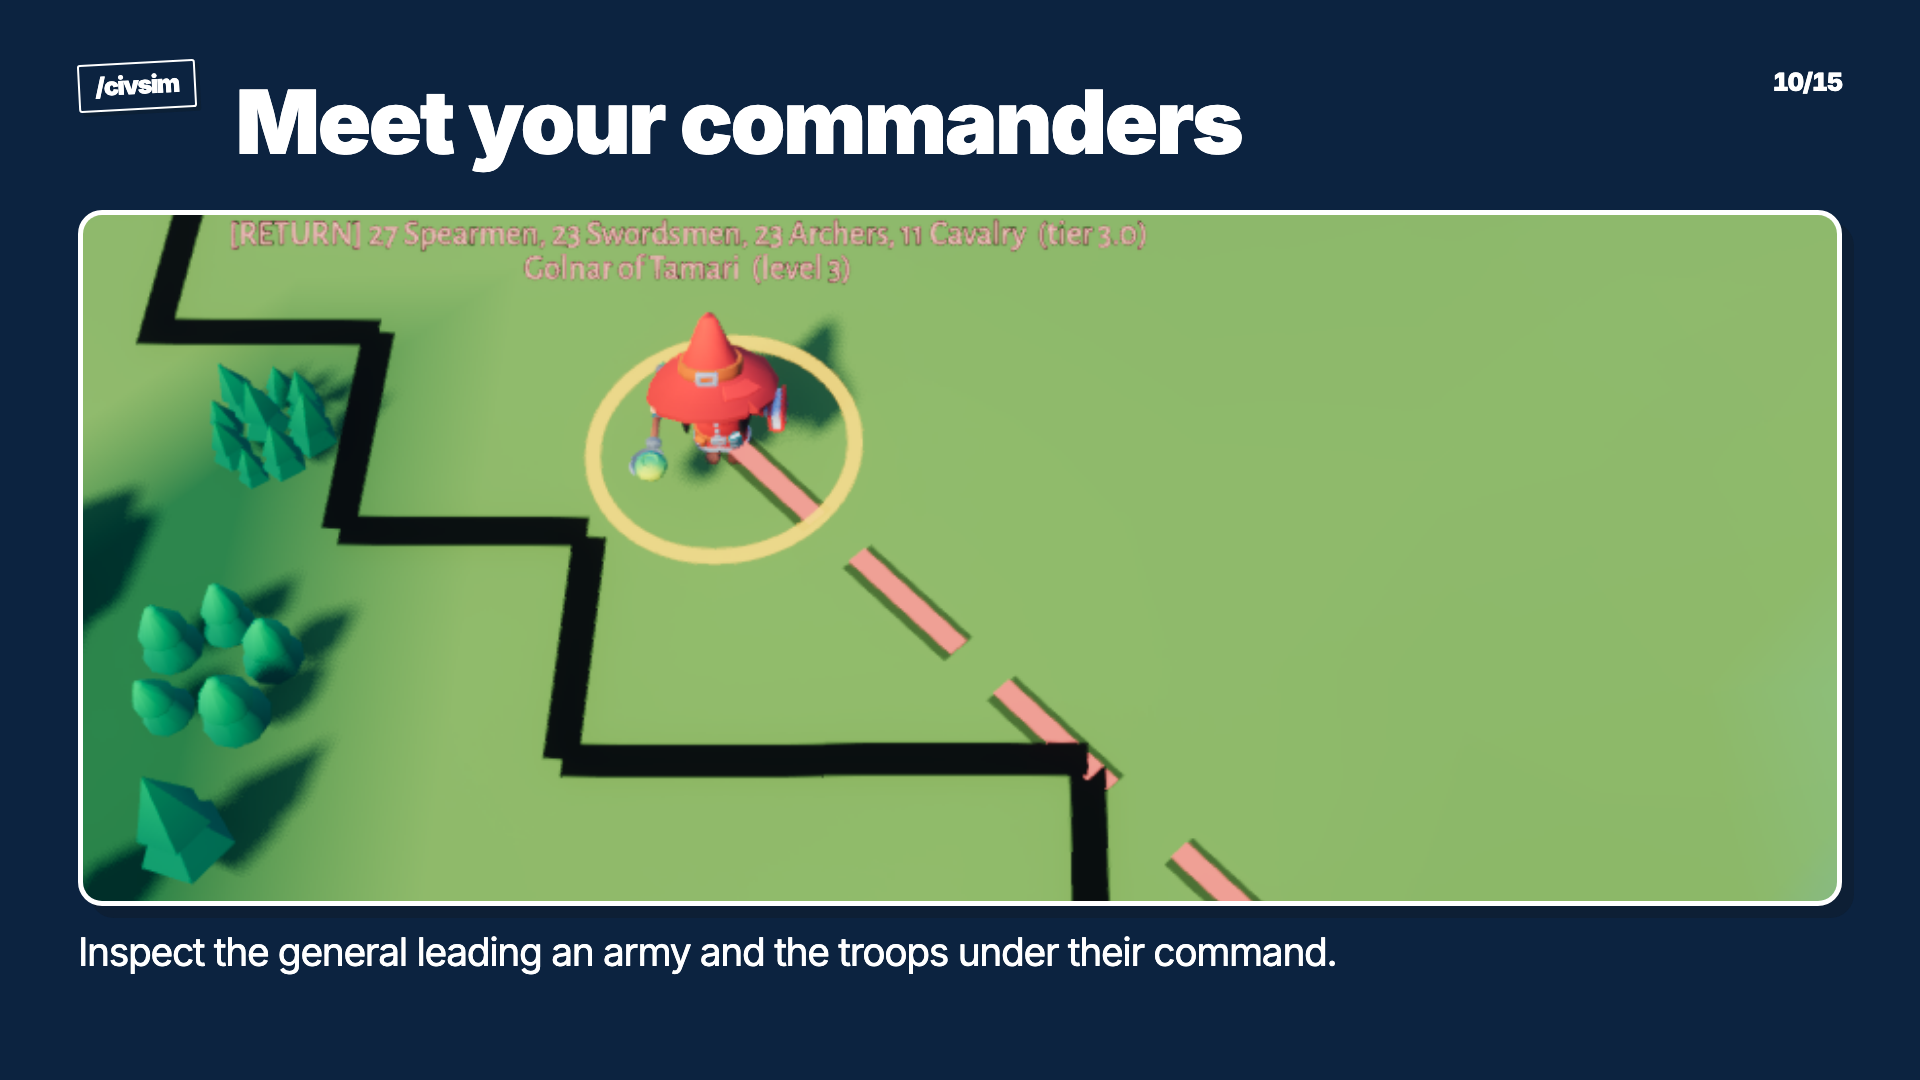 /civsim
Meet your commanders
10/15
[RETURN] 27 Spearmen, 23 Swordsmen, 23 Archers, 11 Cavalry (tier 3.0)
Golnar of Tamari (level 3)
Inspect the general leading an army and the troops under their command.